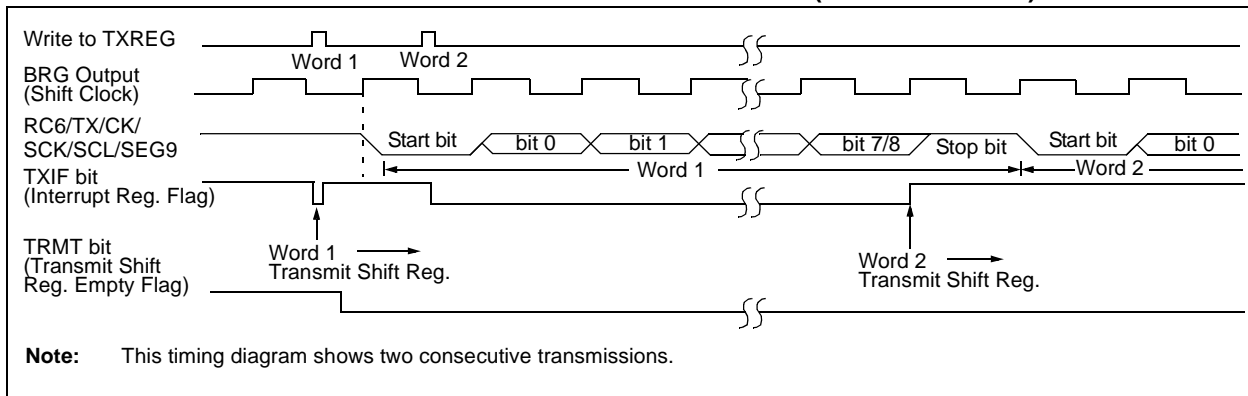 Write to TXREG
Word 1
Word 2
BRG Output
(Shift Clock)
RC6/TX/CK/
SCK/SCL/SEG9
Start bit
bit 0
bit 1
bit 7/8
Stop bit
Start bit
bit 0
Word 1
Word 2
TXIF bit
(Interrupt Reg. Flag)
Word 1
Transmit Shift Reg.
Word 2
Transmit Shift Reg.
TRMT bit
(Transmit Shift
Reg. Empty Flag)
Note: This timing diagram shows two consecutive transmissions.